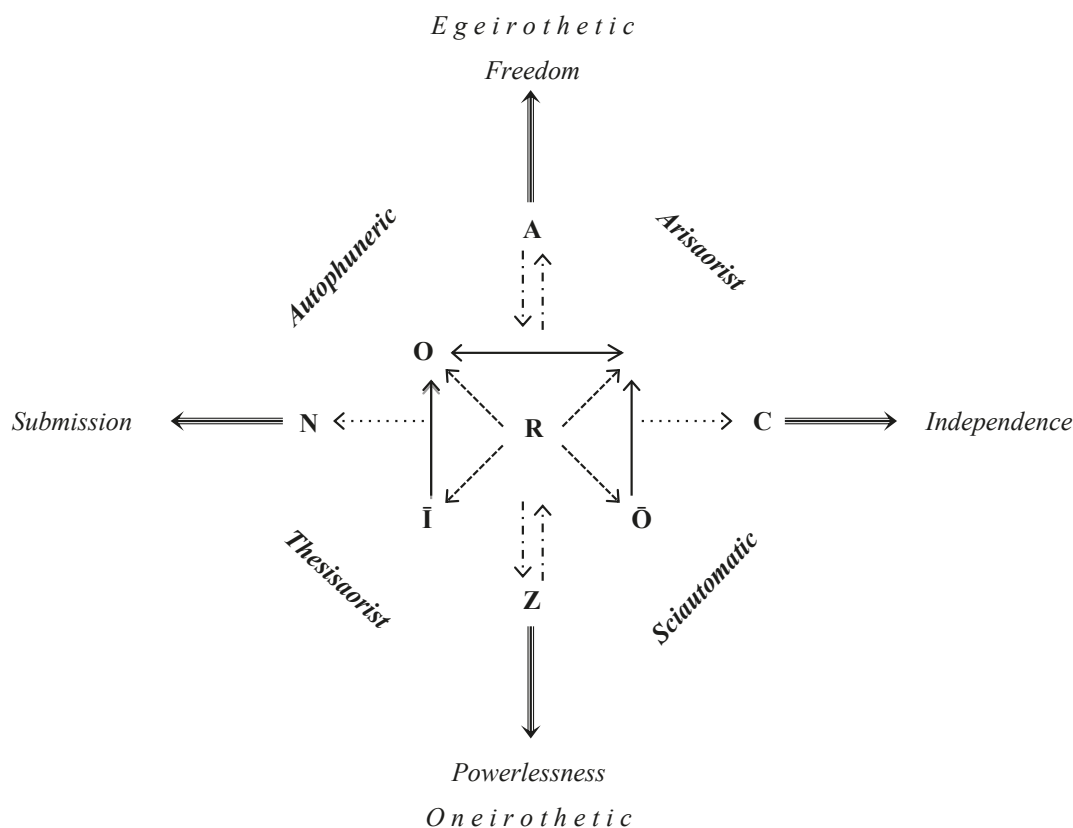 Egeirothetic
Freedom
A
Autophuneric
Arisaorist
O
Submission
N
R
C
Independence
Ī
Ō
Thesisaorist
Sciautomatic
Z
Powerlessness
Oneirothetic